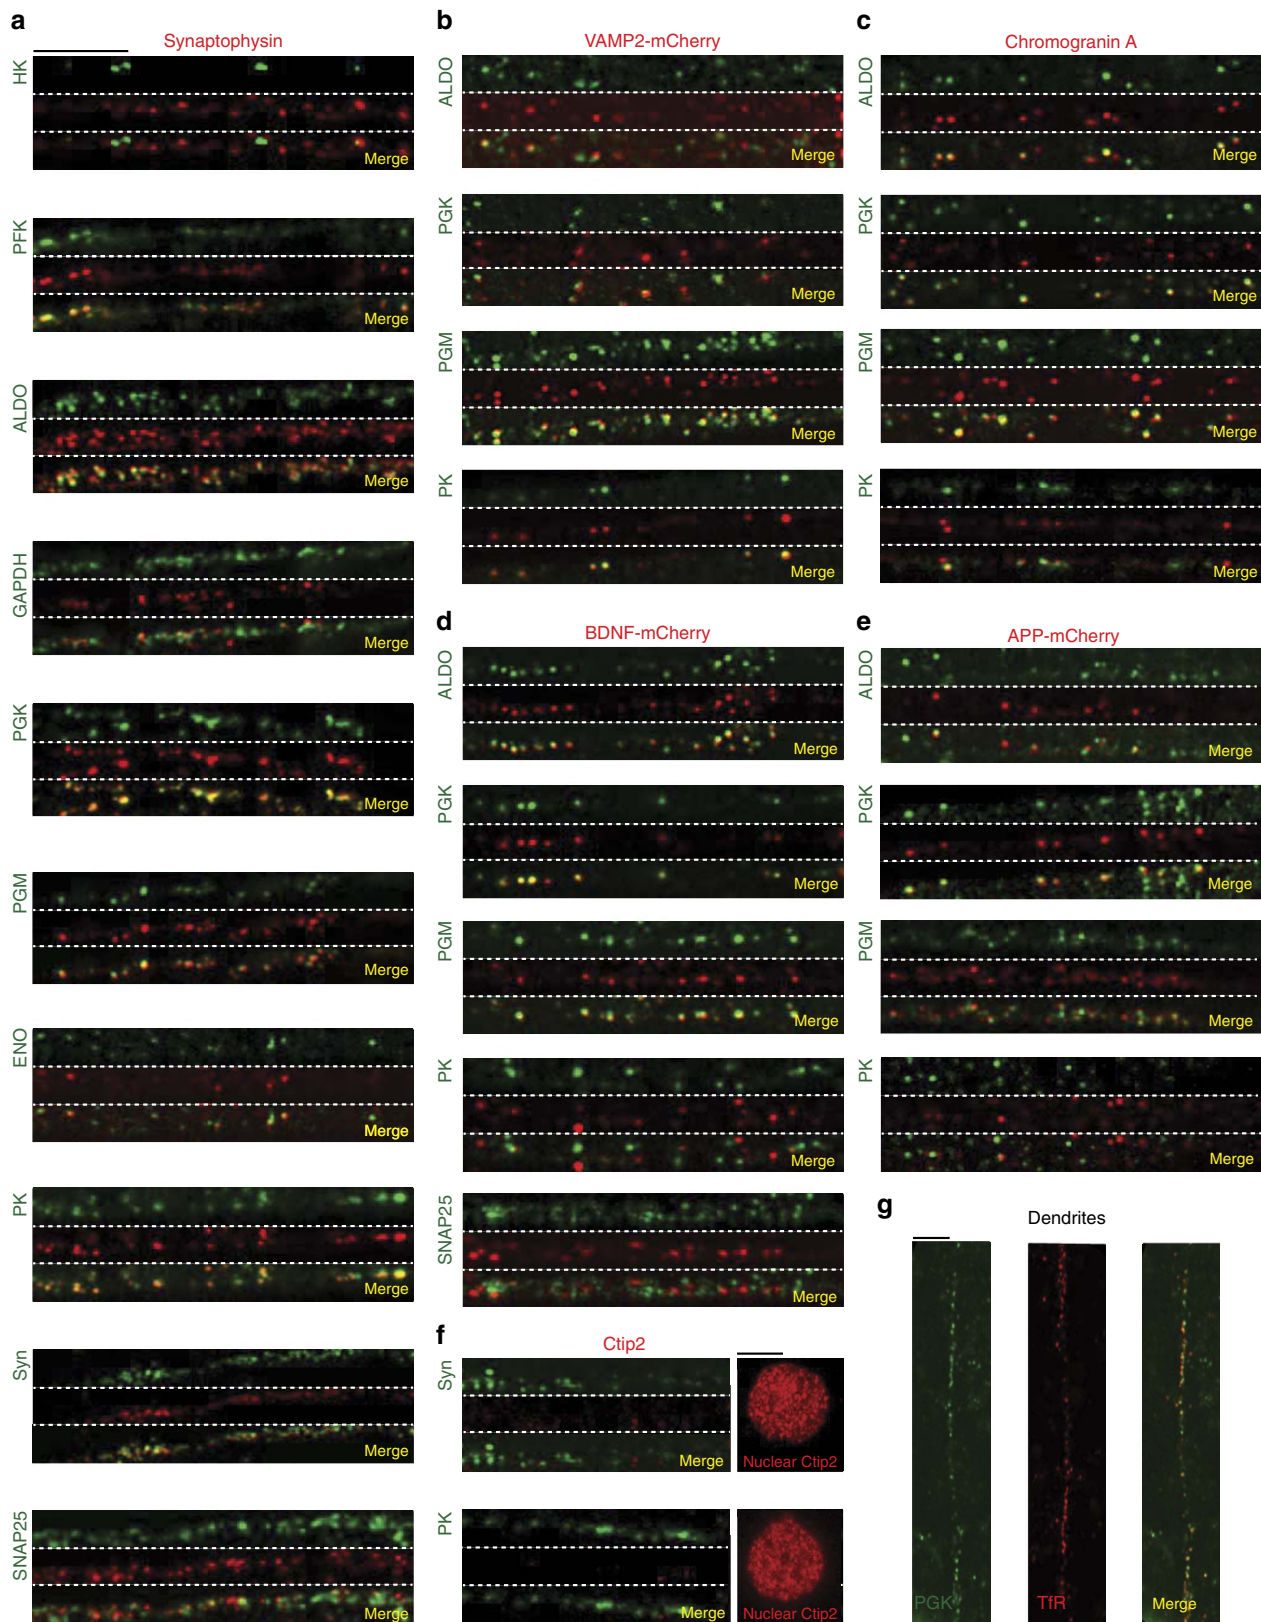 a
Synaptophysin
HK
Merge
PFK
Merge
ALDO
Merge
GAPDH
Merge
PGK
Merge
PGM
Merge
ENO
Merge
PK
Merge
Syn
Merge
SNAP25
Merge
b
VAMP2-mCherry
ALDO
Merge
PGK
Merge
PGM
Merge
PK
Merge
c
Chromogranin A
ALDO
Merge
PGK
Merge
PGM
Merge
PK
Merge
d
BDNF-mCherry
ALDO
Merge
PGK
Merge
PGM
Merge
PK
Merge
SNAP25
Merge
e
APP-mCherry
ALDO
Merge
PGK
Merge
PGM
Merge
PK
Merge
f
Ctip2
Syn
Merge
Nuclear Ctip2
PK
Merge
Nuclear Ctip2
g
Dendrites
PGK
TfR
Merge